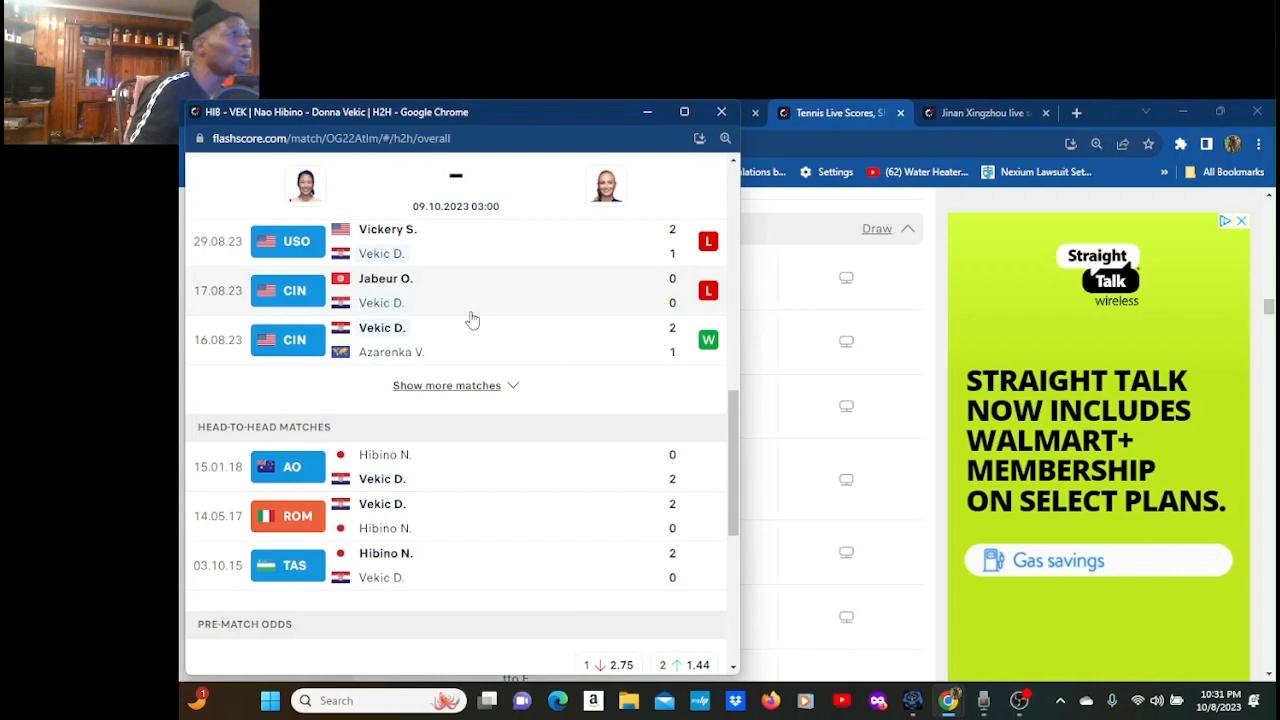 HIB - VEK | Nao Hibino - Donna Vekic | H2H - Google Chrome
flashscore.com/match/OG22Atlm/#/h2h/overall
Tennis Live Scores, S
Jinan Xingzhou live s
lations b...
Settings
(62) Water Heater...
Nexium Lawsuit Set...
All Bookmarks
-
09.10.2023 03:00
29.08.23 USO Vickery S. 2 L
Vekic D. 1
17.08.23 CIN Jabeur O. 0 L
Vekic D. 0
16.08.23 CIN Vekic D. 2 W
Azarenka V. 1
Show more matches
HEAD-TO-HEAD MATCHES
15.01.18 AO Hibino N. 0
Vekic D. 2
14.05.17 ROM Vekic D. 2
Hibino N. 0
03.10.15 TAS Hibino N. 2
Vekic D. 0
PRE-MATCH ODDS
1 2.75 2 1.44
Draw
Straight
Talk
wireless
STRAIGHT TALK
NOW INCLUDES
WALMART+
MEMBERSHIP
ON SELECT PLANS.
Gas savings
tto F
1
Search
10:31 PM
10/8/2023